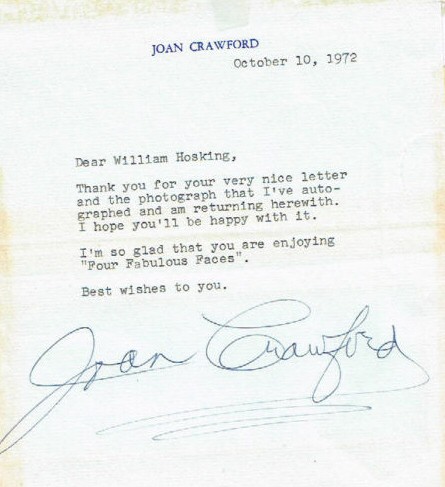 JOAN CRAWFORD
October 10, 1972
Dear William Hosking,
Thank you for your very nice letter
and the photograph that I've auto-
graphed and am returning herewith.
I hope you'll be happy with it.
I'm so glad that you are enjoying
"Four Fabulous Faces".
Best wishes to you.
Joan Crawford